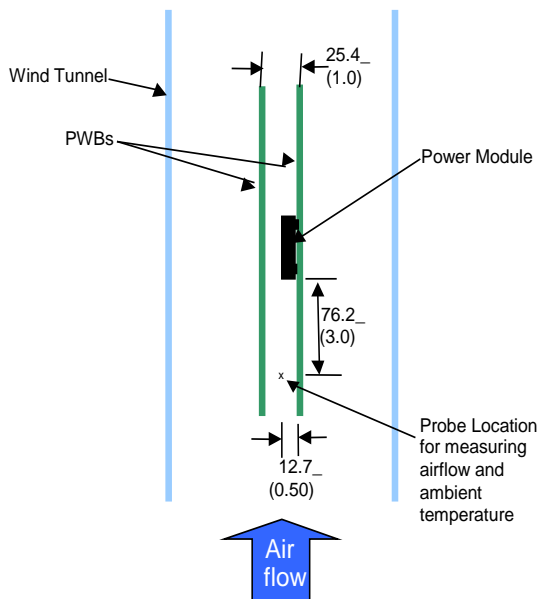 25.4_
(1.0)
Wind Tunnel
PWBs
Power Module
76.2_
(3.0)
x
Probe Location
for measuring
airflow and
ambient
temperature
12.7_
(0.50)
Air
flow